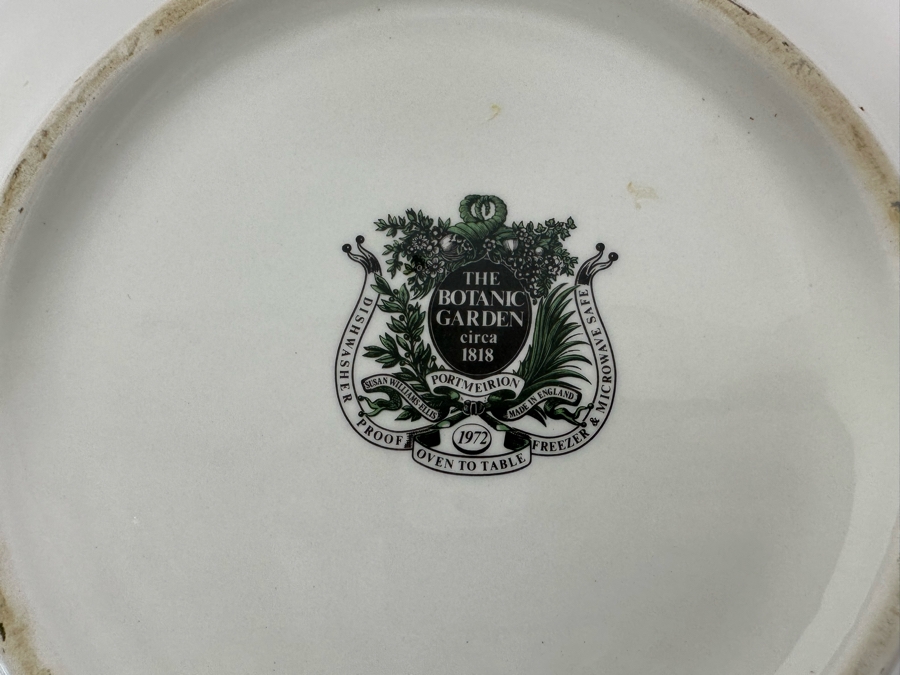 THE
BOTANIC
GARDEN
circa
1818
PORTMEIRION
SUSAN WILLIAMS-ELLIS
MADE IN ENGLAND
1972
DISHWASHER PROOF
OVEN TO TABLE
FREEZER & MICROWAVE SAFE